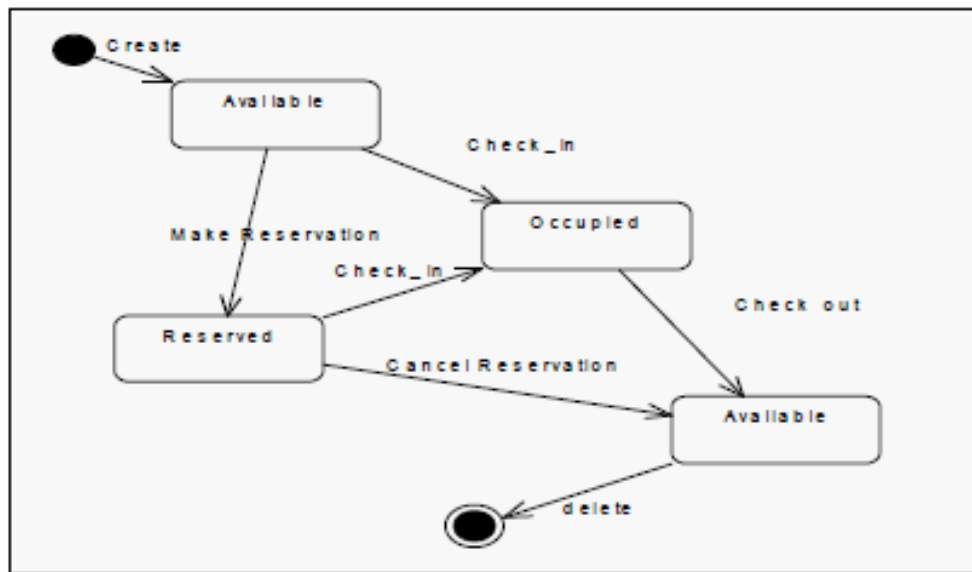 Create
Available
Check_In
Occupied
Make Reservation
Check_In
Check out
Reserved
Cancel Reservation
Available
delete